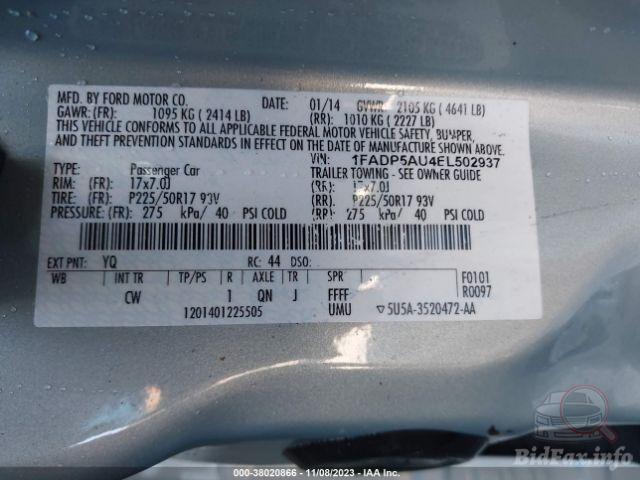 MFD. BY FORD MOTOR CO. DATE: 01/14 GVWR: 2105 KG ( 4641 LB)
GAWR: (FR): 1095 KG ( 2414 LB) (RR): 1010 KG ( 2227 LB)
THIS VEHICLE CONFORMS TO ALL APPLICABLE FEDERAL MOTOR VEHICLE SAFETY, BUMPER,
AND THEFT PREVENTION STANDARDS IN EFFECT ON THE DATE OF MANUFACTURE SHOWN ABOVE.
VIN: 1FADP5AU4EL502937
TYPE: Passenger Car TRAILER TOWING - SEE OWNER GUIDE
RIM: (FR): 17x7.0J (RR): 17x7.0J
TIRE: (FR): P225/50R17 93V (RR): P225/50R17 93V
PRESSURE: (FR): 275 kPa/ 40 PSI COLD (RR): 275 kPa/ 40 PSI COLD
EXT PNT: YQ RC: 44 DSO:
WB INT TR TP/PS R AXLE TR SPR F0101
CW 1 QN J FFFF R0097
1201401225505 UMU ▽5U5A-3520472-AA
BidFax.info
000-38020866 - 11/08/2023 - IAA Inc.